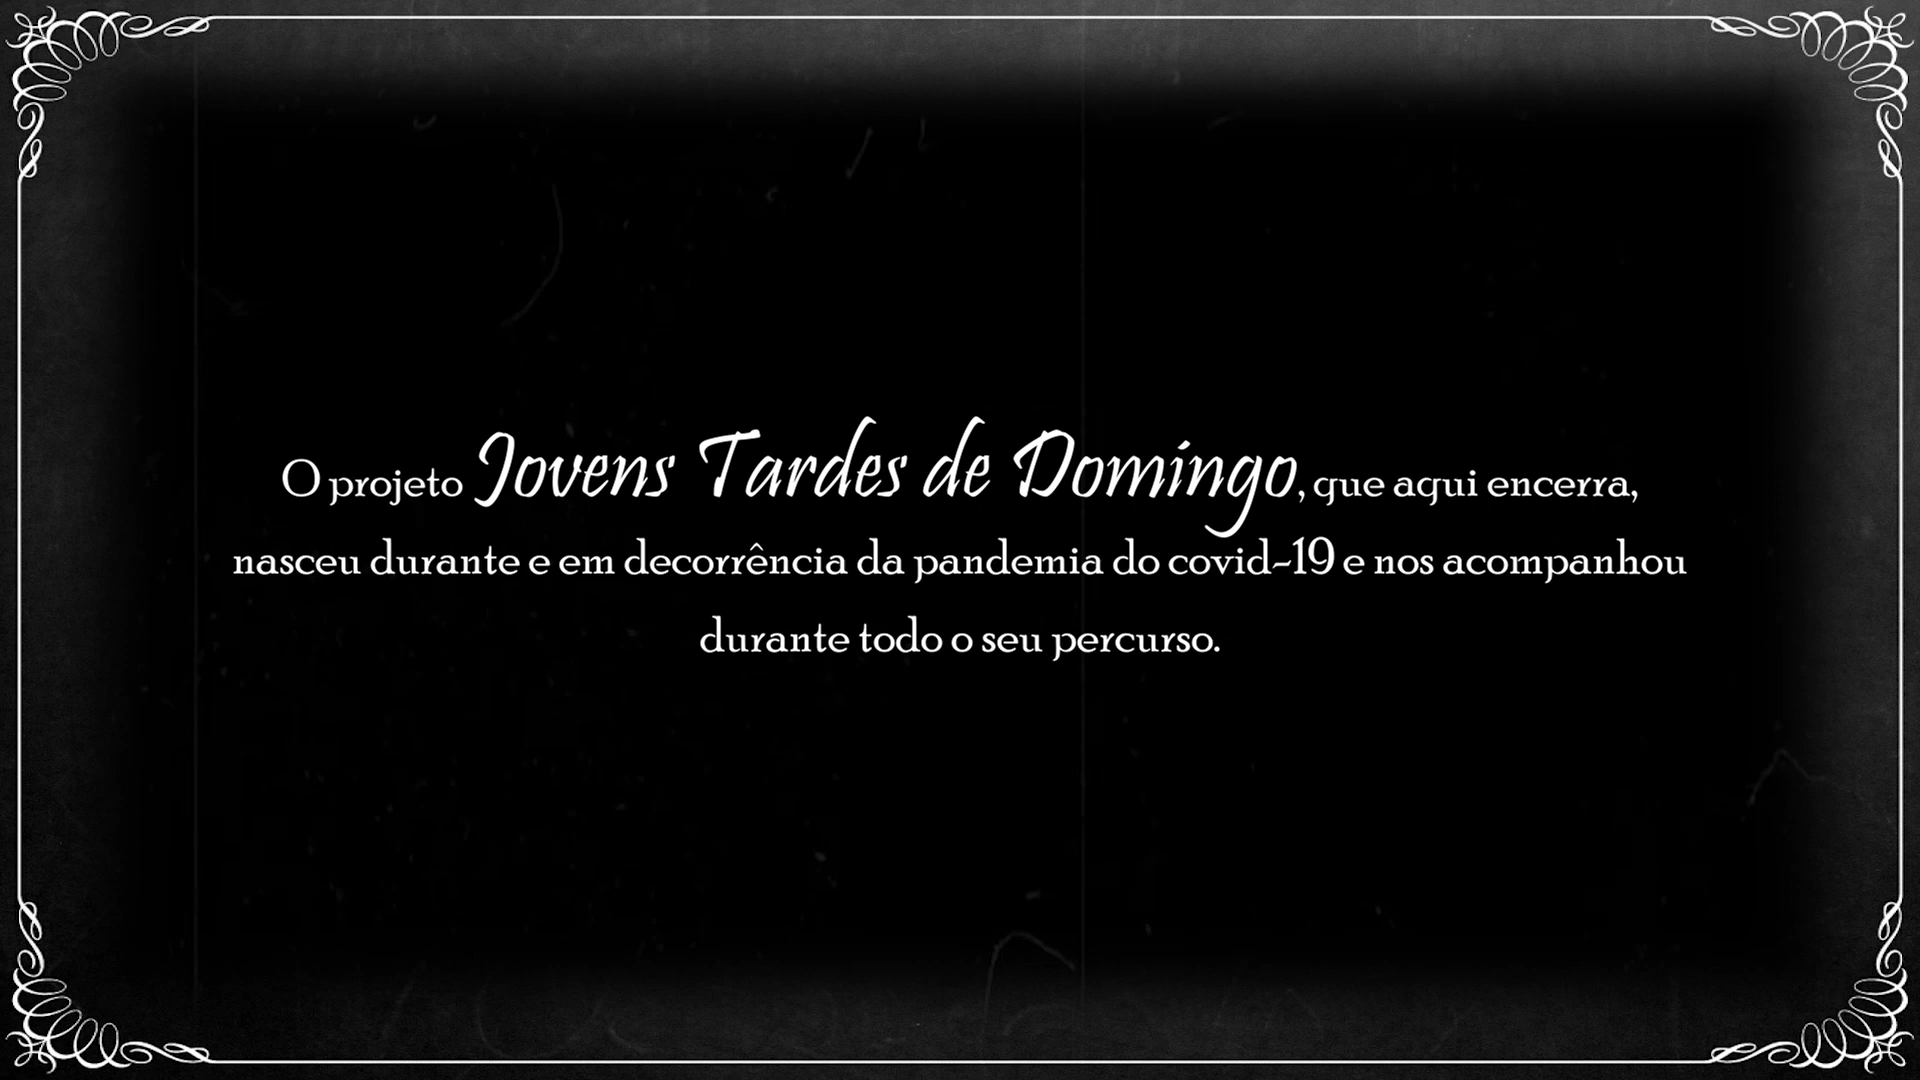 O projeto Jovens Tardes de Domingo, que aqui encerra,
nasceu durante e em decorrência da pandemia do covid-19 e nos acompanhou
durante todo o seu percurso.